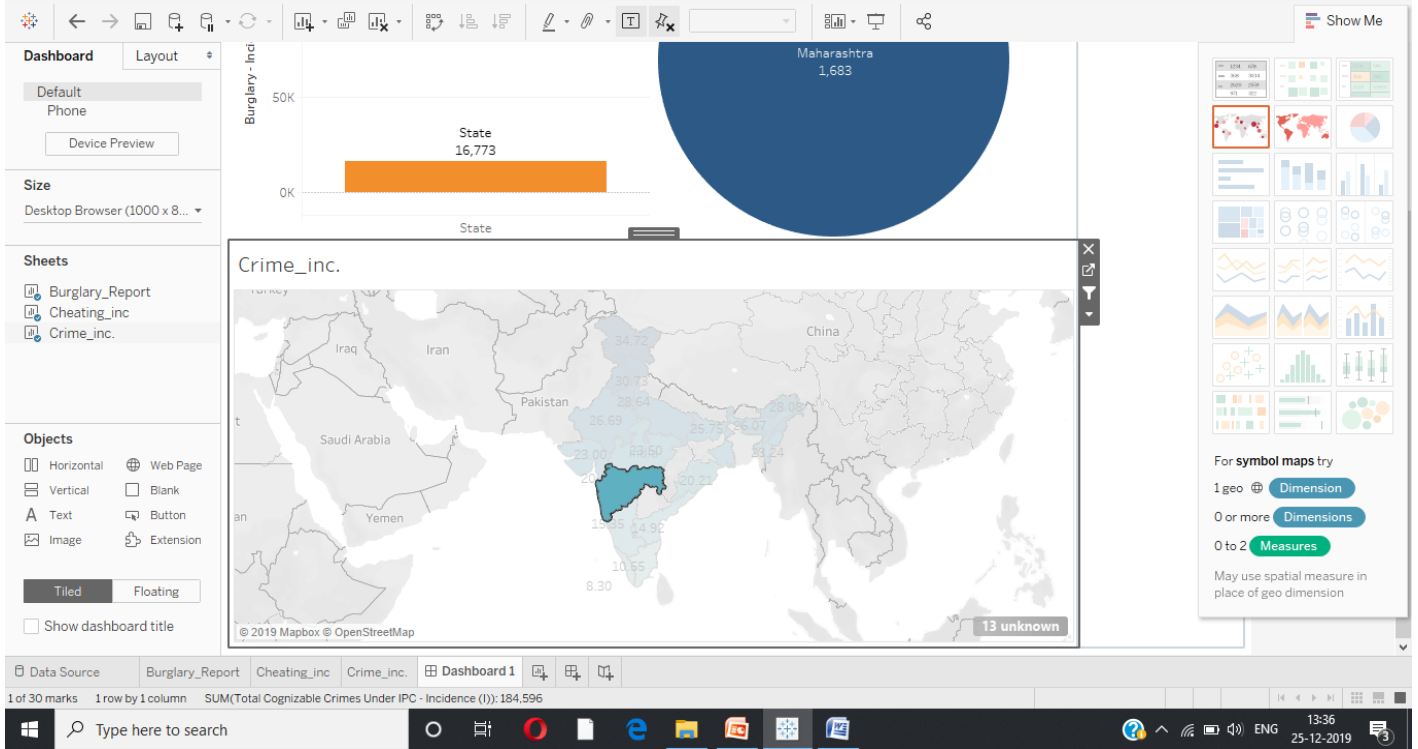 Show Me
Dashboard
Layout
Default
Phone
Device Preview
Size
Desktop Browser (1000 x 8...
Sheets
Burglary_Report
Cheating_inc
Crime_inc.
Objects
Horizontal
Web Page
Vertical
Blank
Text
Button
Image
Extension
Tiled
Floating
Show dashboard title
Burglary - Inci
50K
0K
State
16,773
State
Maharashtra
1,683
Crime_inc.
Iraq
Iran
China
Pakistan
Saudi Arabia
Yemen
34.72
30.73
28.64
26.69
25.75
26.07
28.08
23.00
23.50
23.24
20.21
14.92
10.65
8.30
© 2019 Mapbox © OpenStreetMap
13 unknown
For symbol maps try
1 geo Dimension
0 or more Dimensions
0 to 2 Measures
May use spatial measure in
place of geo dimension
Data Source
Burglary_Report
Cheating_inc
Crime_inc.
Dashboard 1
1 of 30 marks 1 row by 1 column SUM(Total Cognizable Crimes Under IPC - Incidence (I)): 184,596
Type here to search
ENG
13:36
25-12-2019
3